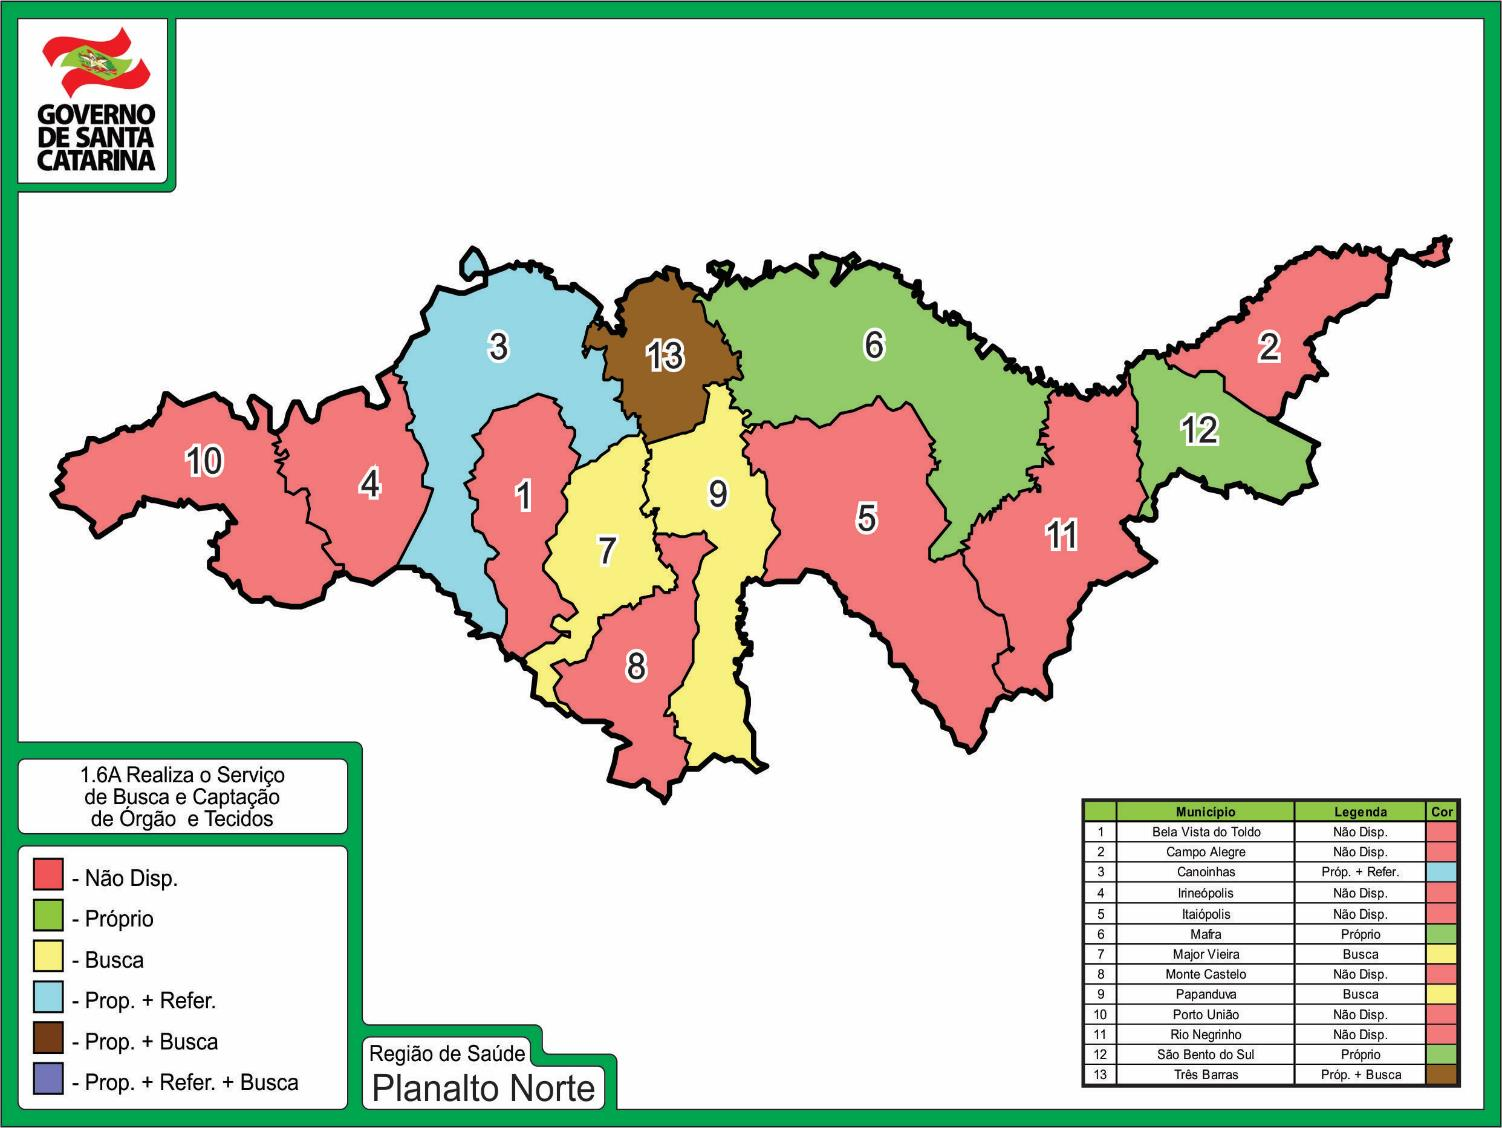 GOVERNO
DE SANTA
CATARINA
3
13
6
2
12
10
4
1
9
5
11
7
8
1.6A Realiza o Serviço
de Busca e Captação
de Órgão e Tecidos
- Não Disp.
- Próprio
- Busca
- Prop. + Refer.
- Prop. + Busca
- Prop. + Refer. + Busca
Região de Saúde
Planalto Norte
Município Legenda Cor
1 Bela Vista do Toldo Não Disp.
2 Campo Alegre Não Disp.
3 Canoinhas Próp. + Refer.
4 Irineópolis Não Disp.
5 Itaiópolis Não Disp.
6 Mafra Próprio
7 Major Vieira Busca
8 Monte Castelo Não Disp.
9 Papanduva Busca
10 Porto União Não Disp.
11 Rio Negrinho Não Disp.
12 São Bento do Sul Próprio
13 Três Barras Próp. + Busca